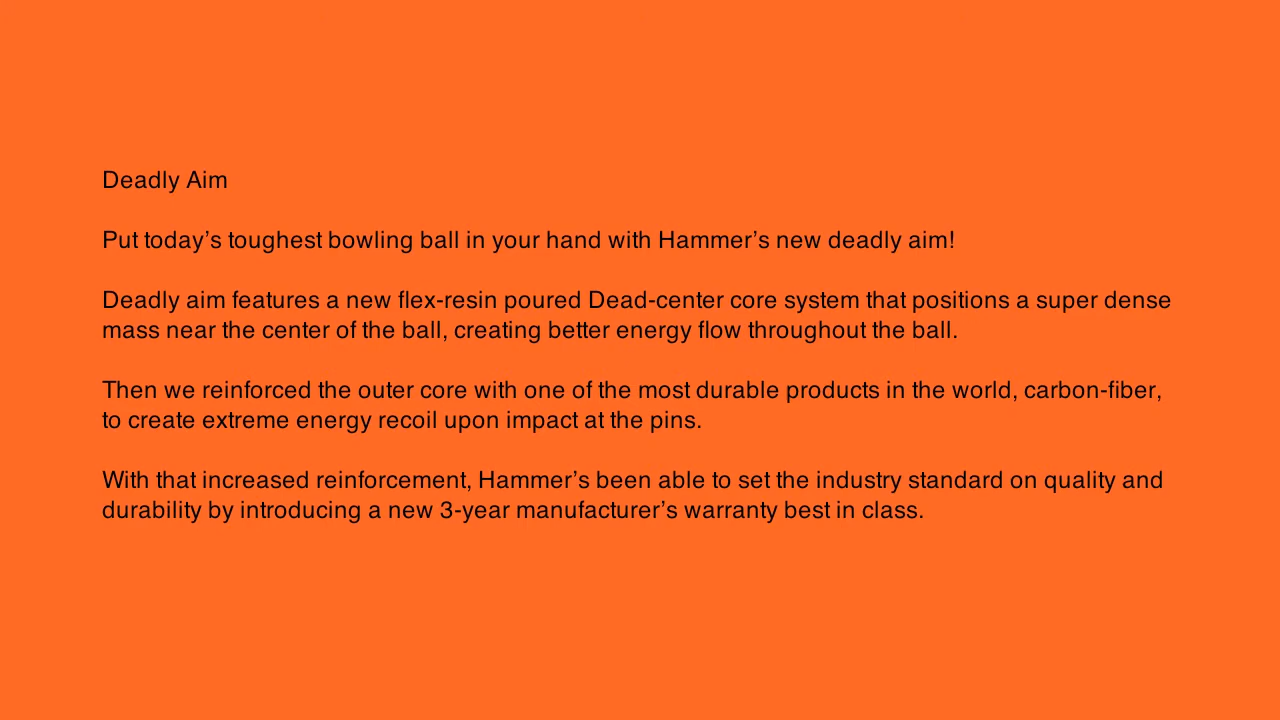 Deadly Aim
Put today’s toughest bowling ball in your hand with Hammer’s new deadly aim!
Deadly aim features a new flex-resin poured Dead-center core system that positions a super dense
mass near the center of the ball, creating better energy flow throughout the ball.
Then we reinforced the outer core with one of the most durable products in the world, carbon-fiber,
to create extreme energy recoil upon impact at the pins.
With that increased reinforcement, Hammer’s been able to set the industry standard on quality and
durability by introducing a new 3-year manufacturer’s warranty best in class.